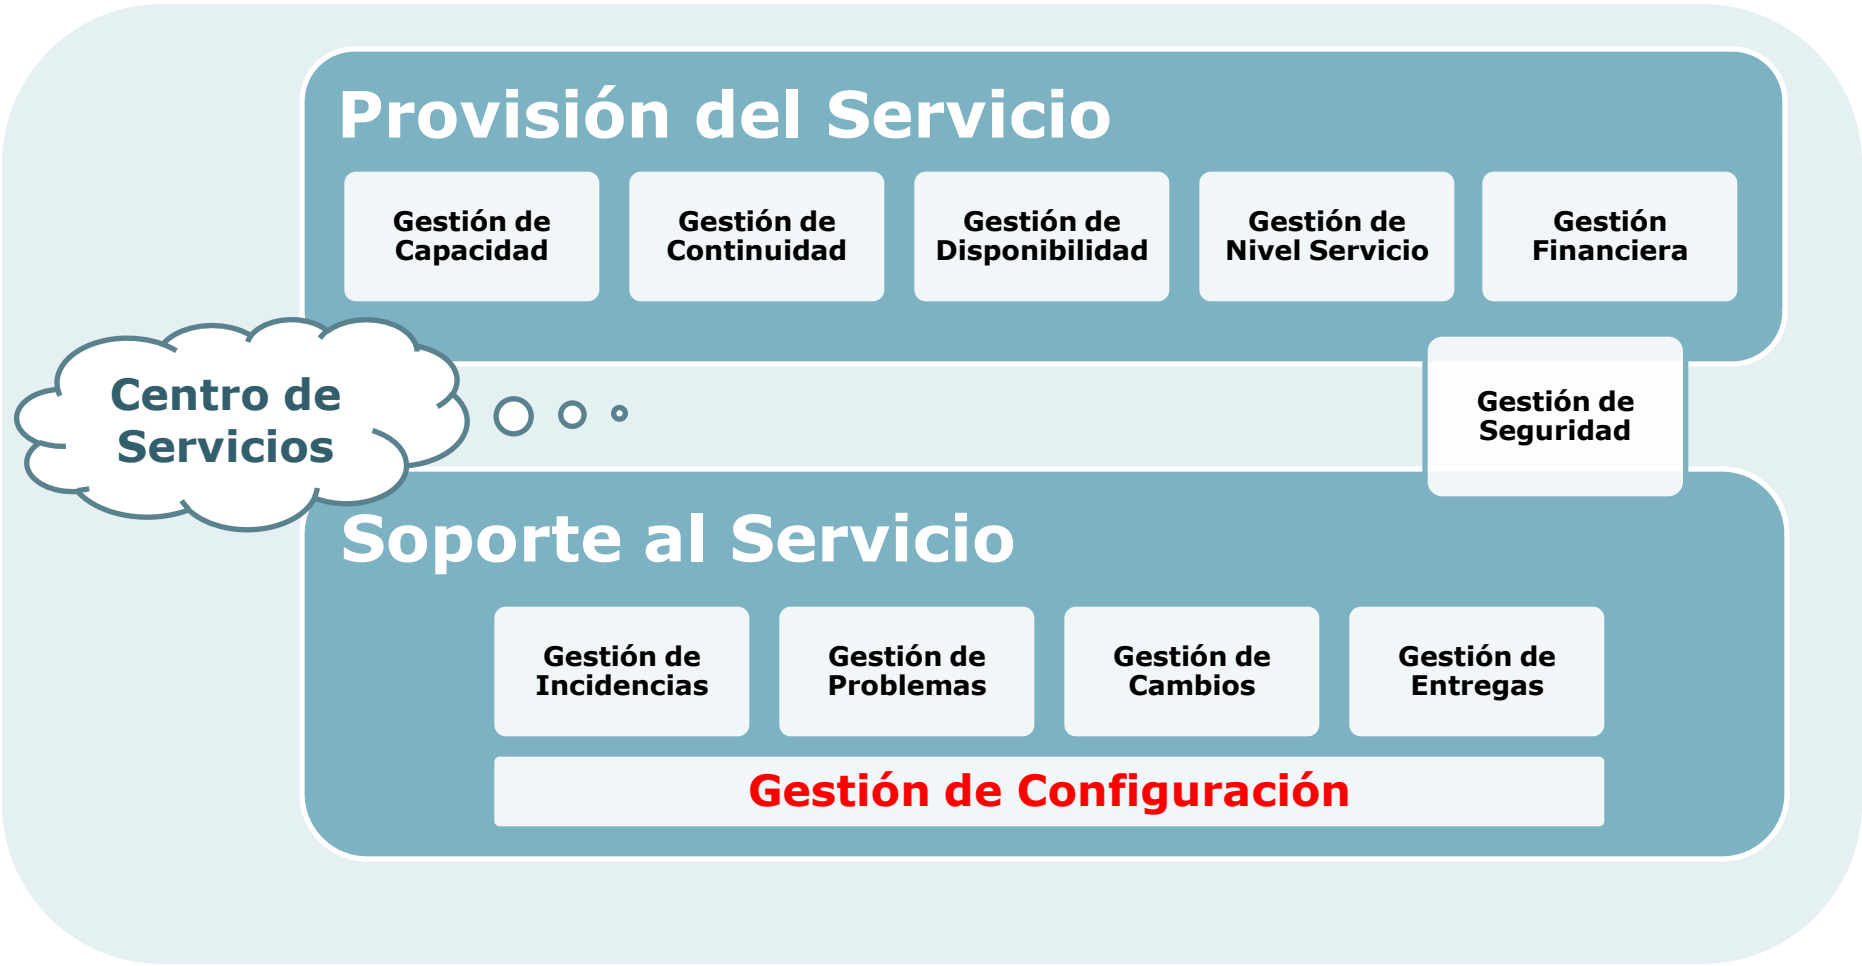 Provisión del Servicio
Gestión de
Capacidad
Gestión de
Continuidad
Gestión de
Disponibilidad
Gestión de
Nivel Servicio
Gestión
Financiera
Centro de
Servicios
Gestión de
Seguridad
Soporte al Servicio
Gestión de
Incidencias
Gestión de
Problemas
Gestión de
Cambios
Gestión de
Entregas
Gestión de Configuración